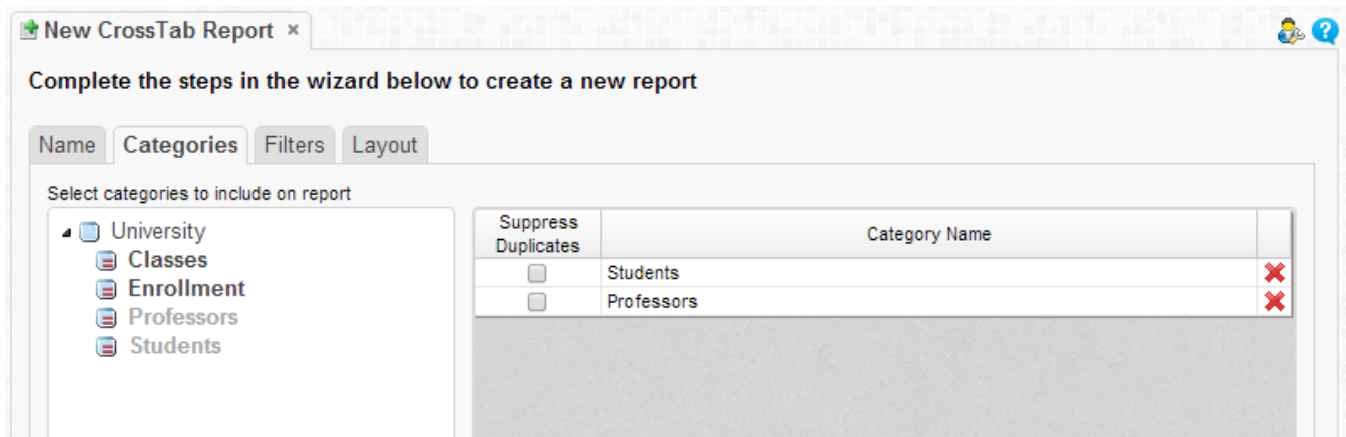 New CrossTab Report ×
Complete the steps in the wizard below to create a new report
Name Categories Filters Layout
Select categories to include on report
University
Classes
Enrollment
Professors
Students
Suppress Duplicates Category Name
Students
Professors